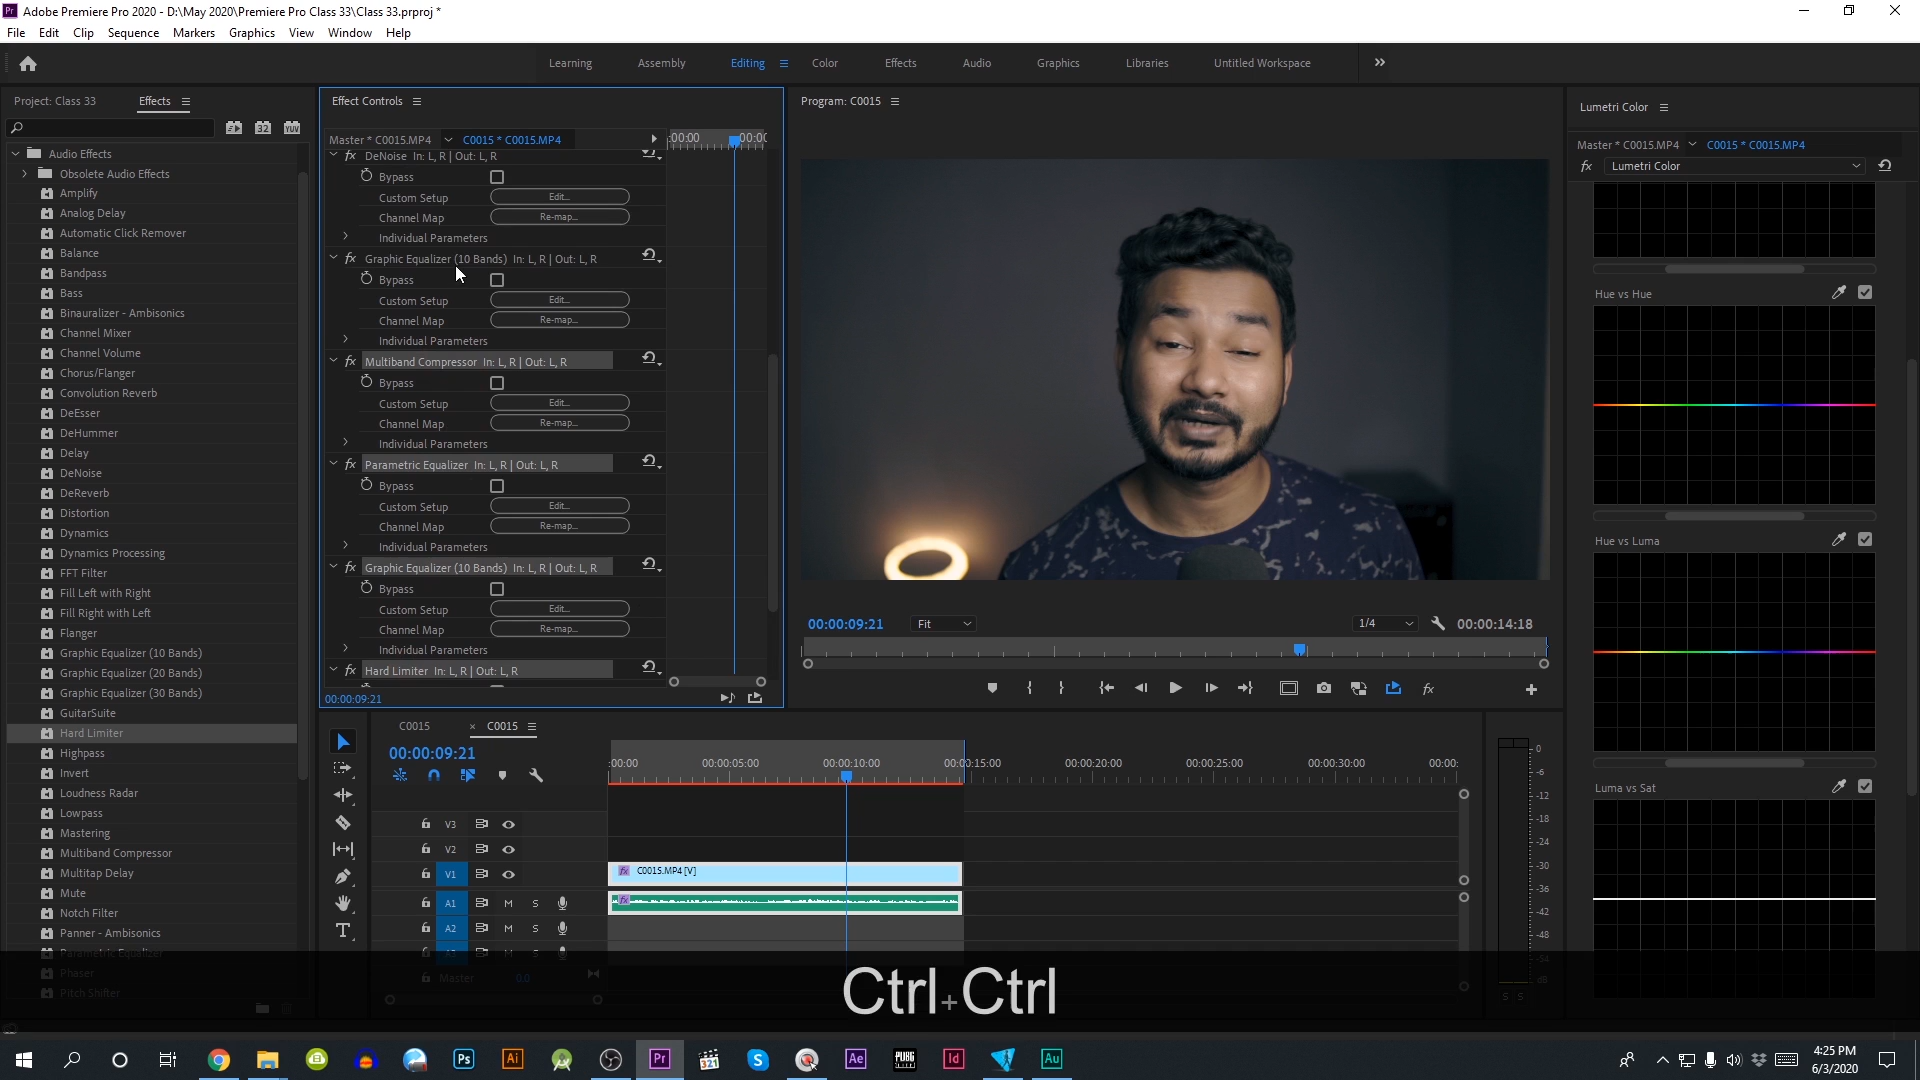 Adobe Premiere Pro 2020 - D:\May 2020\Premiere Pro Class 33\Class 33.prproj *
File Edit Clip Sequence Markers Graphics View Window Help
Learning Assembly Editing Color Effects Audio Graphics Libraries Untitled Workspace
Project: Class 33 Effects
Audio Effects
Obsolete Audio Effects
Amplify
Analog Delay
Automatic Click Remover
Balance
Bandpass
Bass
Binauralizer - Ambisonics
Channel Mixer
Channel Volume
Chorus/Flanger
Convolution Reverb
DeEsser
DeHummer
Delay
DeNoise
DeReverb
Distortion
Dynamics
Dynamics Processing
FFT Filter
Fill Left with Right
Fill Right with Left
Flanger
Graphic Equalizer (10 Bands)
Graphic Equalizer (20 Bands)
Graphic Equalizer (30 Bands)
GuitarSuite
Hard Limiter
Highpass
Invert
Loudness Radar
Lowpass
Mastering
Multiband Compressor
Multitap Delay
Mute
Notch Filter
Panner - Ambisonics
Parametric Equalizer
Phaser
Pitch Shifter
Effect Controls
Master * C0015.MP4 C0015 * C0015.MP4
:00:00 00:00
DeNoise In: L, R | Out: L, R
Bypass
Custom Setup Edit...
Channel Map Re-map...
Individual Parameters
Graphic Equalizer (10 Bands) In: L, R | Out: L, R
Bypass
Custom Setup Edit...
Channel Map Re-map...
Individual Parameters
Multiband Compressor In: L, R | Out: L, R
Bypass
Custom Setup Edit...
Channel Map Re-map...
Individual Parameters
Parametric Equalizer In: L, R | Out: L, R
Bypass
Custom Setup Edit...
Channel Map Re-map...
Individual Parameters
Graphic Equalizer (10 Bands) In: L, R | Out: L, R
Bypass
Custom Setup Edit...
Channel Map Re-map...
Individual Parameters
Hard Limiter In: L, R | Out: L, R
00:00:09:21
Program: C0015
00:00:09:21 Fit 1/4 00:00:14:18
Lumetri Color
Master * C0015.MP4 C0015 * C0015.MP4
fx Lumetri Color
Hue vs Hue
Hue vs Luma
Luma vs Sat
C0015 × C0015
00:00:09:21
:00:00 00:00:05:00 00:00:10:00 00:00:15:00 00:00:20:00 00:00:25:00 00:00:30:00 00:00:
V3
V2
V1 fx C0015.MP4 [V]
A1 M S fx
A2 M S
A3 M S
Master 0.0
0
-6
-12
-18
-24
-30
-36
-42
-48
-54
dB
S S
Ctrl+Ctrl
Ps Ai Pr 321 S Ae PUBG Id Au
4:25 PM
6/3/2020